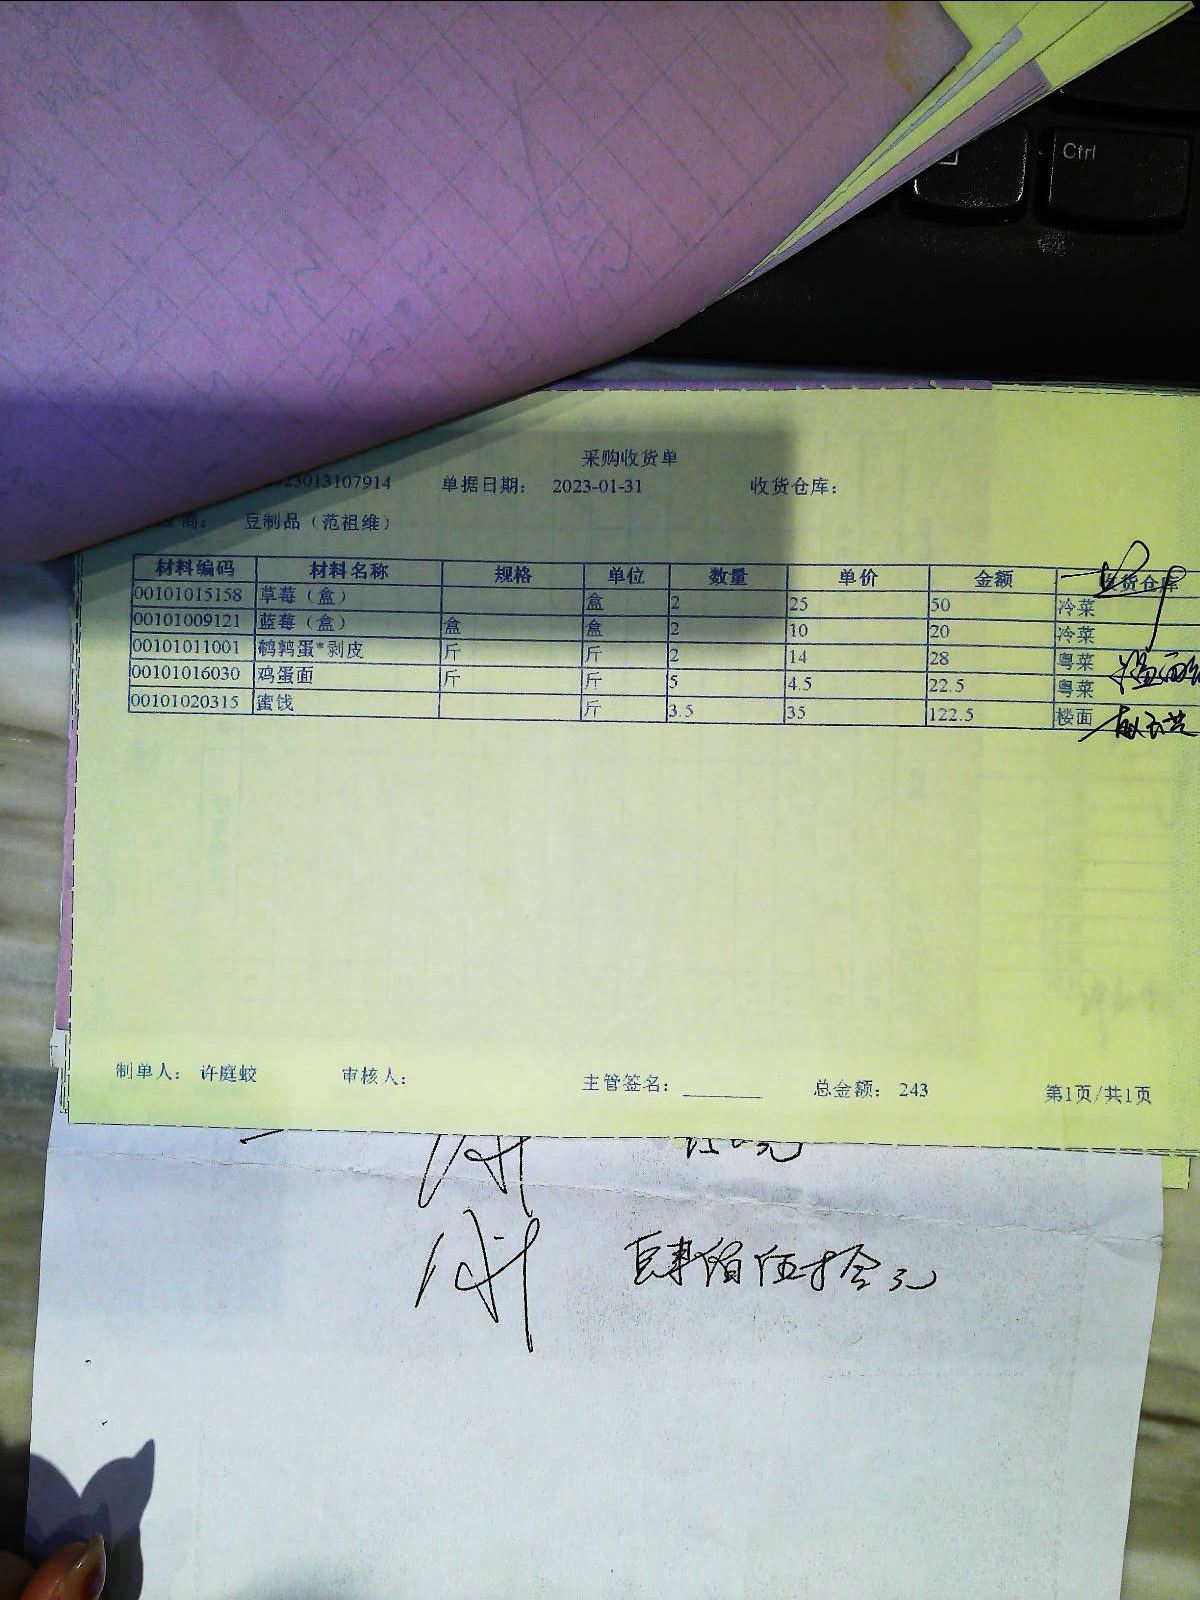 Ctrl
采购收货单
23013107914 单据日期： 2023-01-31 收货仓库：
商： 豆制品（范祖维）
材料编码 材料名称 规格 单位 数量 单价 金额 收货仓库
00101015158 草莓（盒） 盒 2 25 50 冷菜
00101009121 蓝莓（盒） 盒 盒 2 10 20 冷菜
00101011001 鹌鹑蛋*剥皮 斤 斤 2 14 28 粤菜
00101016030 鸡蛋面 斤 斤 5 4.5 22.5 粤菜
00101020315 蜜饯 斤 3.5 35 122.5 楼面
制单人： 许庭蛟 审核人： 主管签名： 总金额： 243 第1页/共1页
肆佰伍拾元